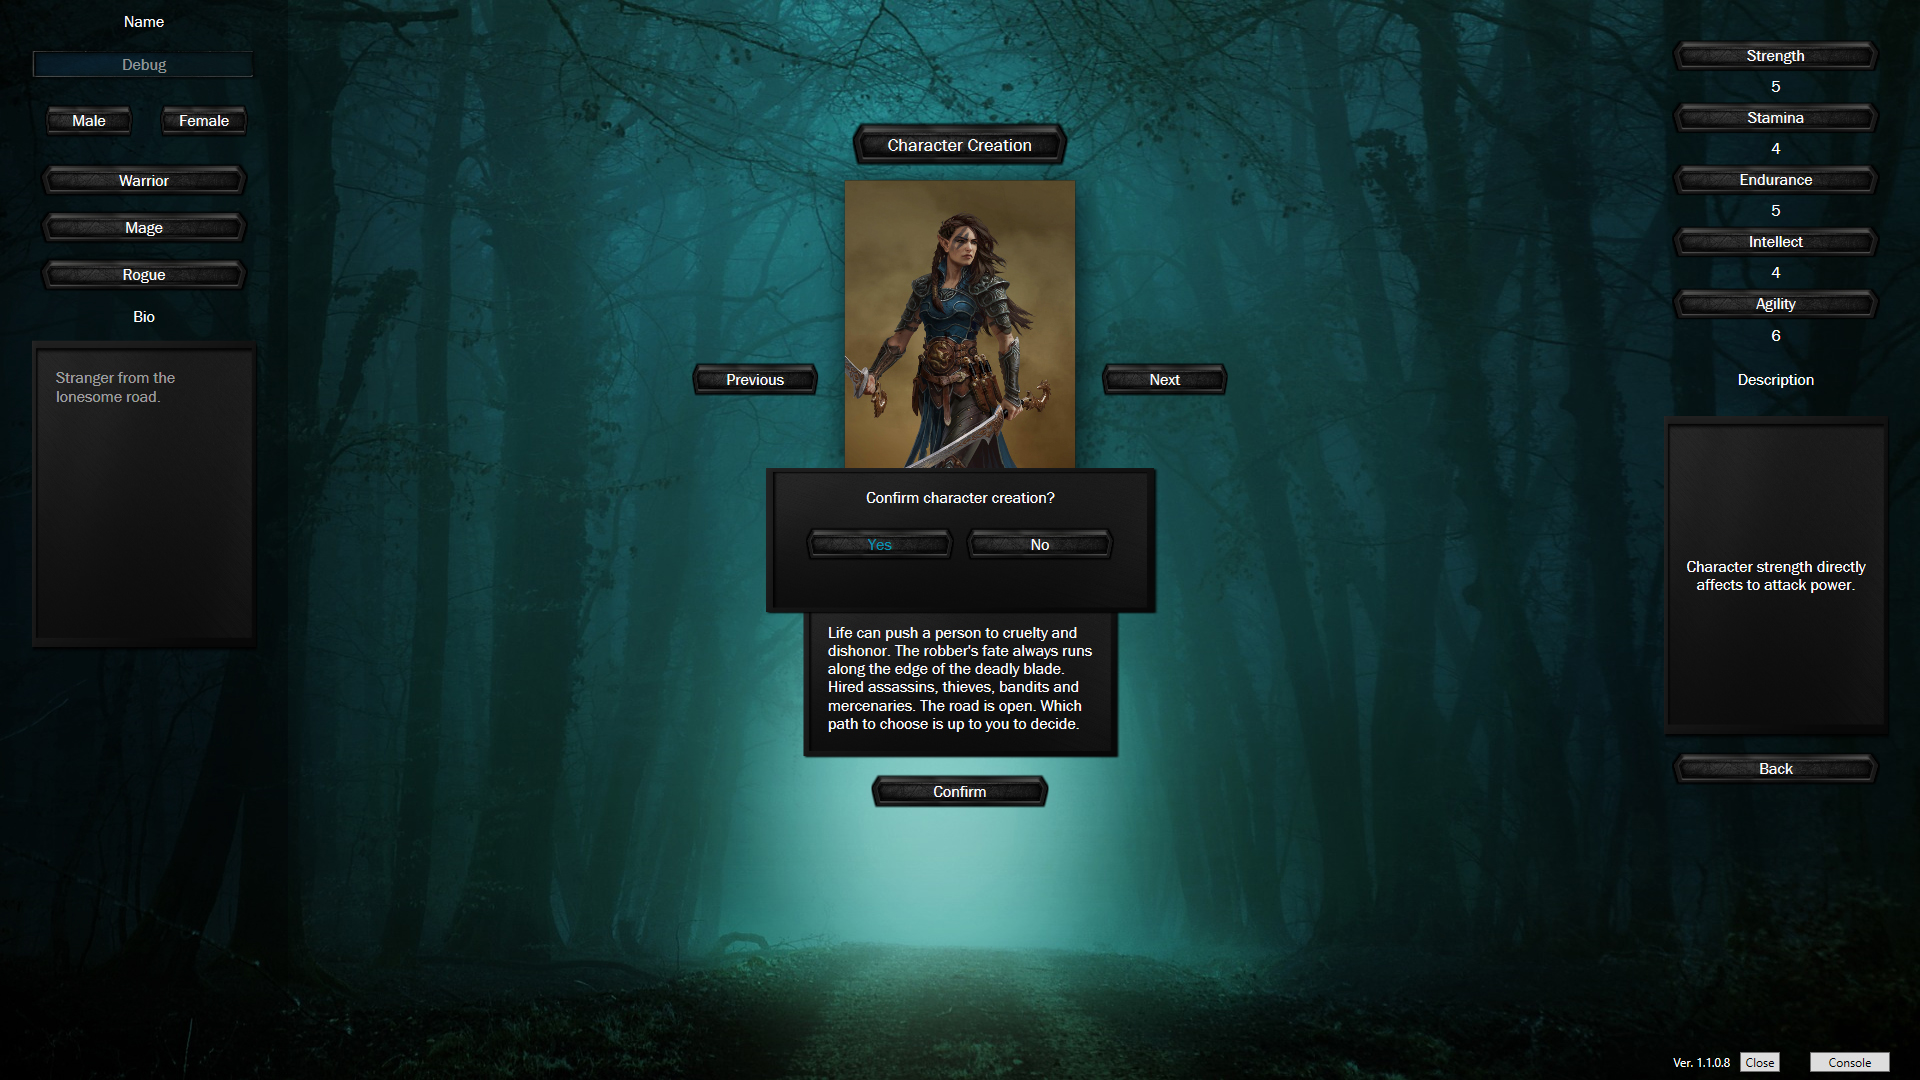 Name
Debug
Male
Female
Warrior
Mage
Rogue
Bio
Stranger from the
lonesome road.
Character Creation
Previous
Next
Confirm character creation?
Yes
No
Life can push a person to cruelty and
dishonor. The robber's fate always runs
along the edge of the deadly blade.
Hired assassins, thieves, bandits and
mercenaries. The road is open. Which
path to choose is up to you to decide.
Confirm
Strength
5
Stamina
4
Endurance
5
Intellect
4
Agility
6
Description
Character strength directly
affects to attack power.
Back
Ver. 1.1.0.8
Close
Console